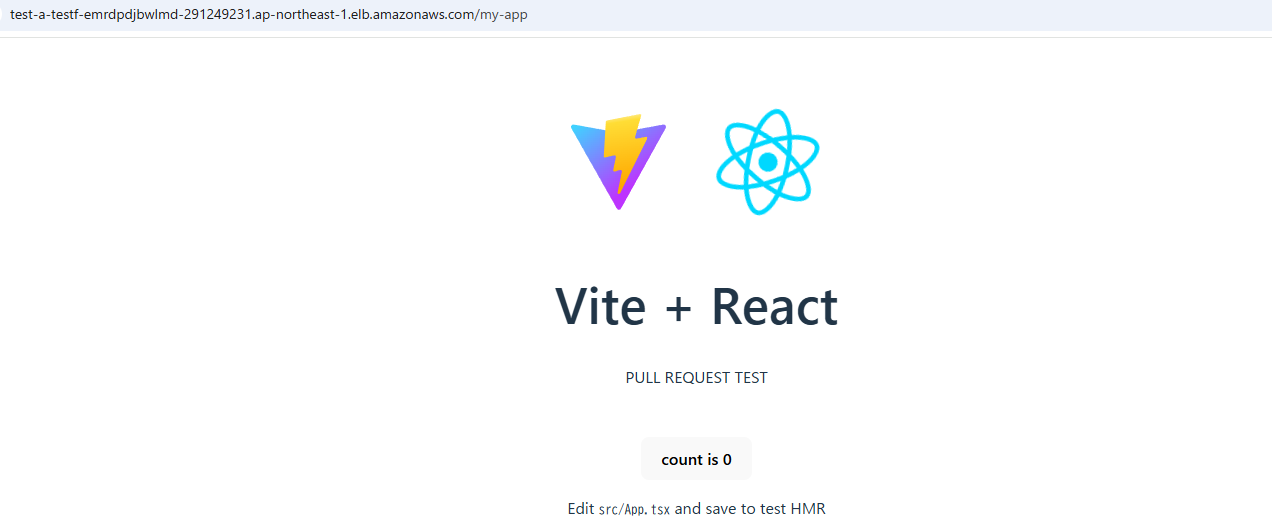 test-a-testf-emrdpdjbwlmd-291249231.ap-northeast-1.elb.amazonaws.com/my-app
Vite + React
PULL REQUEST TEST
count is 0
Edit src/App.tsx and save to test HMR